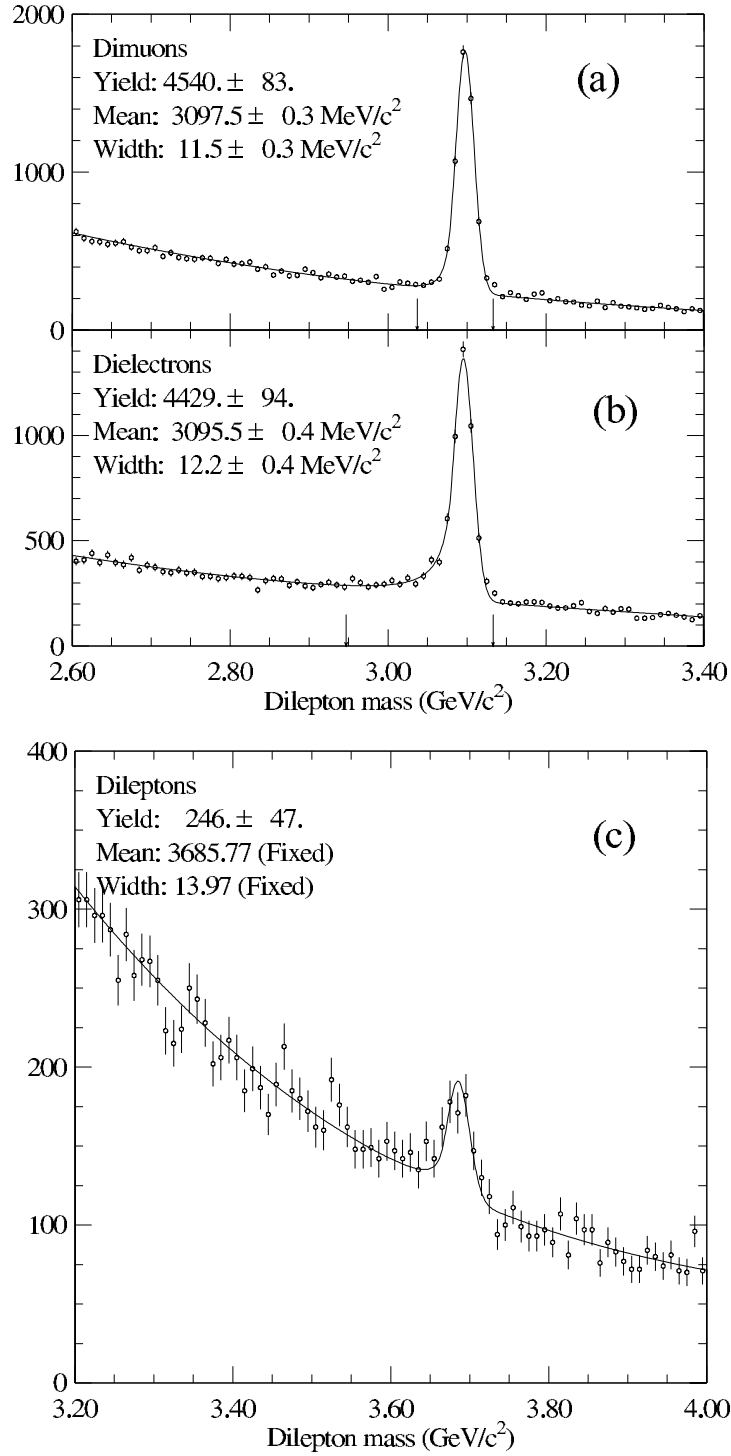 2000
1000
0
Dimuons
Yield: 4540. ± 83.
Mean: 3097.5 ± 0.3 MeV/c²
Width: 11.5 ± 0.3 MeV/c²
(a)
1000
500
0
Dielectrons
Yield: 4429. ± 94.
Mean: 3095.5 ± 0.4 MeV/c²
Width: 12.2 ± 0.4 MeV/c²
(b)
2.60 2.80 3.00 3.20 3.40
Dilepton mass (GeV/c²)
400
300
200
100
0
Dileptons
Yield: 246. ± 47.
Mean: 3685.77 (Fixed)
Width: 13.97 (Fixed)
(c)
3.20 3.40 3.60 3.80 4.00
Dilepton mass (GeV/c²)